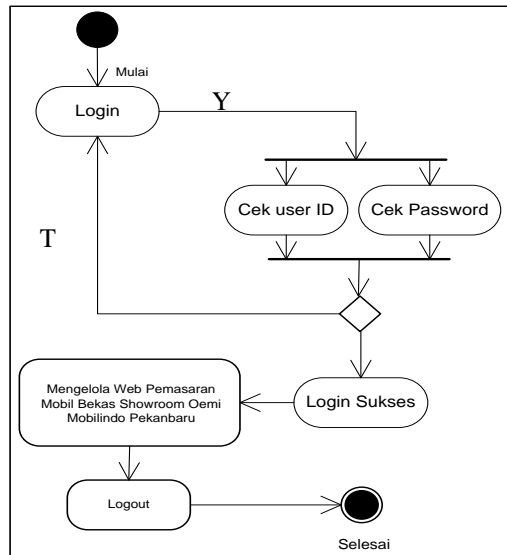 Mulai
Login
Y
Cek user ID
Cek Password
T
Login Sukses
Mengelola Web Pemasaran
Mobil Bekas Showroom Oemi
Mobilindo Pekanbaru
Logout
Selesai